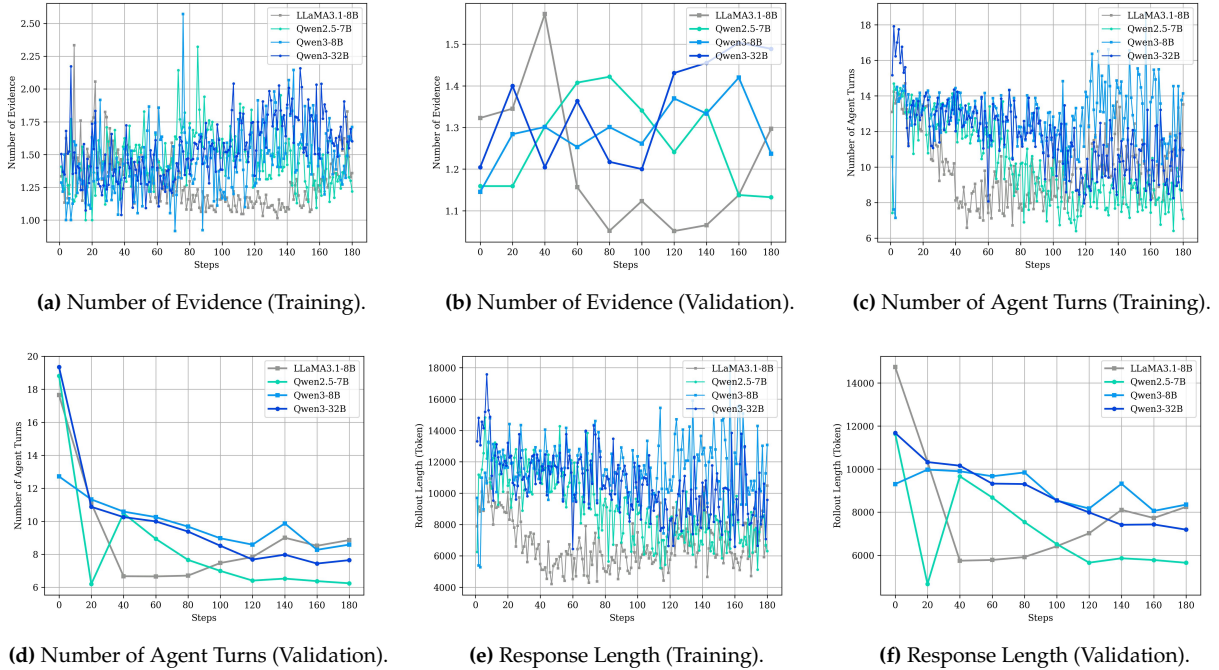 2.50
2.25
2.00
1.75
1.50
1.25
1.00
Number of Evidence
0 20 40 60 80 100 120 140 160 180
Steps
LLaMA3.1-8B
Qwen2.5-7B
Qwen3-8B
Qwen3-32B
(a) Number of Evidence (Training).
1.5
1.4
1.3
1.2
1.1
Number of Evidence
0 20 40 60 80 100 120 140 160 180
Steps
LLaMA3.1-8B
Qwen2.5-7B
Qwen3-8B
Qwen3-32B
(b) Number of Evidence (Validation).
18
16
14
12
10
8
6
Number of Agent Turns
0 20 40 60 80 100 120 140 160 180
Steps
LLaMA3.1-8B
Qwen2.5-7B
Qwen3-8B
Qwen3-32B
(c) Number of Agent Turns (Training).
20
18
16
14
12
10
8
6
Number of Agent Turns
0 20 40 60 80 100 120 140 160 180
Steps
LLaMA3.1-8B
Qwen2.5-7B
Qwen3-8B
Qwen3-32B
(d) Number of Agent Turns (Validation).
18000
16000
14000
12000
10000
8000
6000
4000
Rollout Length (Token)
0 20 40 60 80 100 120 140 160 180
Steps
LLaMA3.1-8B
Qwen2.5-7B
Qwen3-8B
Qwen3-32B
(e) Response Length (Training).
14000
12000
10000
8000
6000
Rollout Length (Token)
0 20 40 60 80 100 120 140 160 180
Steps
LLaMA3.1-8B
Qwen2.5-7B
Qwen3-8B
Qwen3-32B
(f) Response Length (Validation).